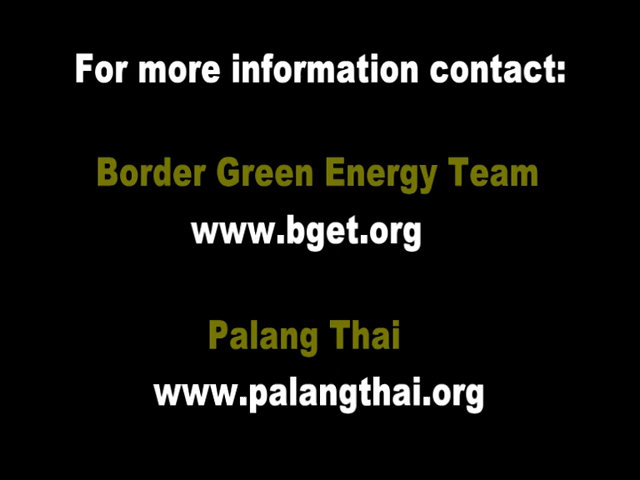 For more information contact:
Border Green Energy Team
www.bget.org
Palang Thai
www.palangthai.org